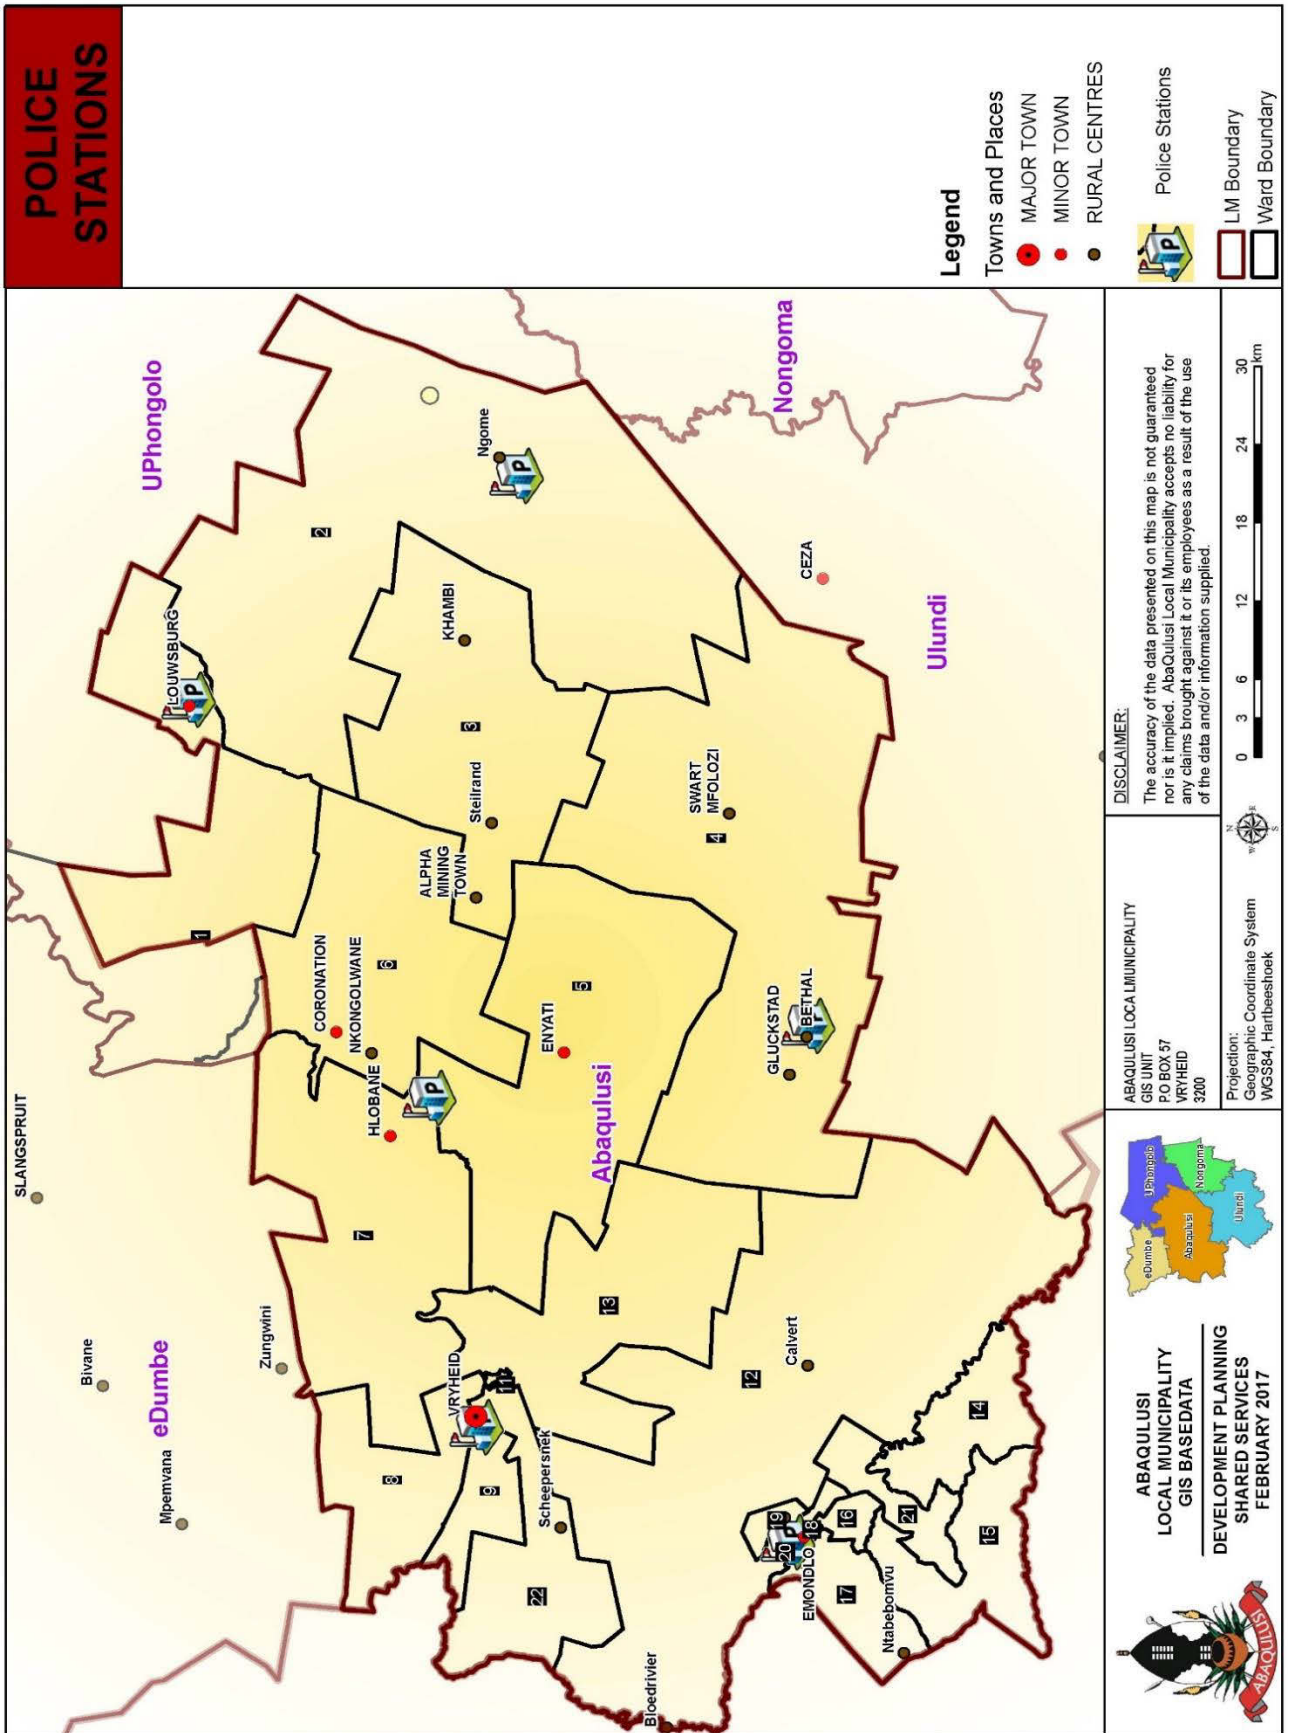 POLICE
STATIONS
SLANGSPRUIT
Bivane
Mpemvana
eDumbe
Zungwini
UPhongolo
LOUWSBURG
1
2
CORONATION
NKONGOLWANE
HLOBANE
6
7
8
9
VRYHEID
11
Scheepersnek
22
Bloedrivier
ALPHA
MINING
TOWN
Steilrand
3
KHAMBI
Ngome
Nongoma
ENYATI
5
Abaqulusi
13
12
Calvert
SWART
MFOLOZI
4
CEZA
Ulundi
GLUCKSTAD
BETHAL
19
20
18
EMONDLO
16
17
21
14
15
Ntabebomvu
Legend
Towns and Places
MAJOR TOWN
MINOR TOWN
RURAL CENTRES
Police Stations
LM Boundary
Ward Boundary
ABAQULUSI
ABAQULUSI
LOCAL MUNICIPALITY
GIS BASEDATA
DEVELOPMENT PLANNING
SHARED SERVICES
FEBRUARY 2017
eDumbe
UPhongolo
Abaqulusi
Nongoma
Ulundi
ABAQULUSI LOCA LMUNICIPALITY
GIS UNIT
P.O BOX 57
VRYHEID
3200
Projection:
Geographic Coordinate System
WGS84, Hartbeeshoek
DISCLAIMER:
The accuracy of the data presented on this map is not guaranteed
nor is it implied. AbaQulusi Local Municipality accepts no liability for
any claims brought against it or its employees as a result of the use
of the data and/or information supplied.
N
W
E
S
0 3 6 12 18 24 30
km